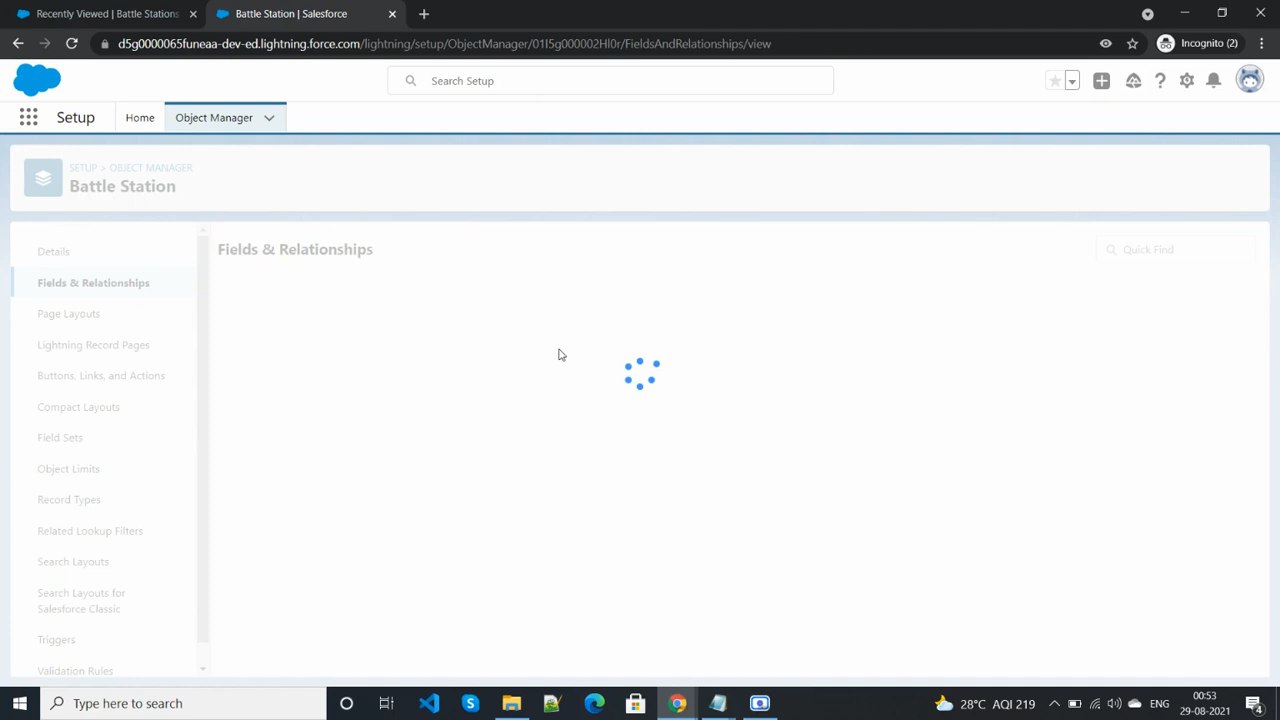 Recently Viewed | Battle Stations
Battle Station | Salesforce
d5g0000065funeaa-dev-ed.lightning.force.com/lightning/setup/ObjectManager/01I5g000002Hl0r/FieldsAndRelationships/view
Incognito (2)
Search Setup
Setup
Home
Object Manager
SETUP > OBJECT MANAGER
Battle Station
Details
Fields & Relationships
Page Layouts
Lightning Record Pages
Buttons, Links, and Actions
Compact Layouts
Field Sets
Object Limits
Record Types
Related Lookup Filters
Search Layouts
Search Layouts for
Salesforce Classic
Triggers
Validation Rules
Fields & Relationships
Quick Find
Type here to search
28°C AQI 219
ENG
00:53
29-08-2021
4